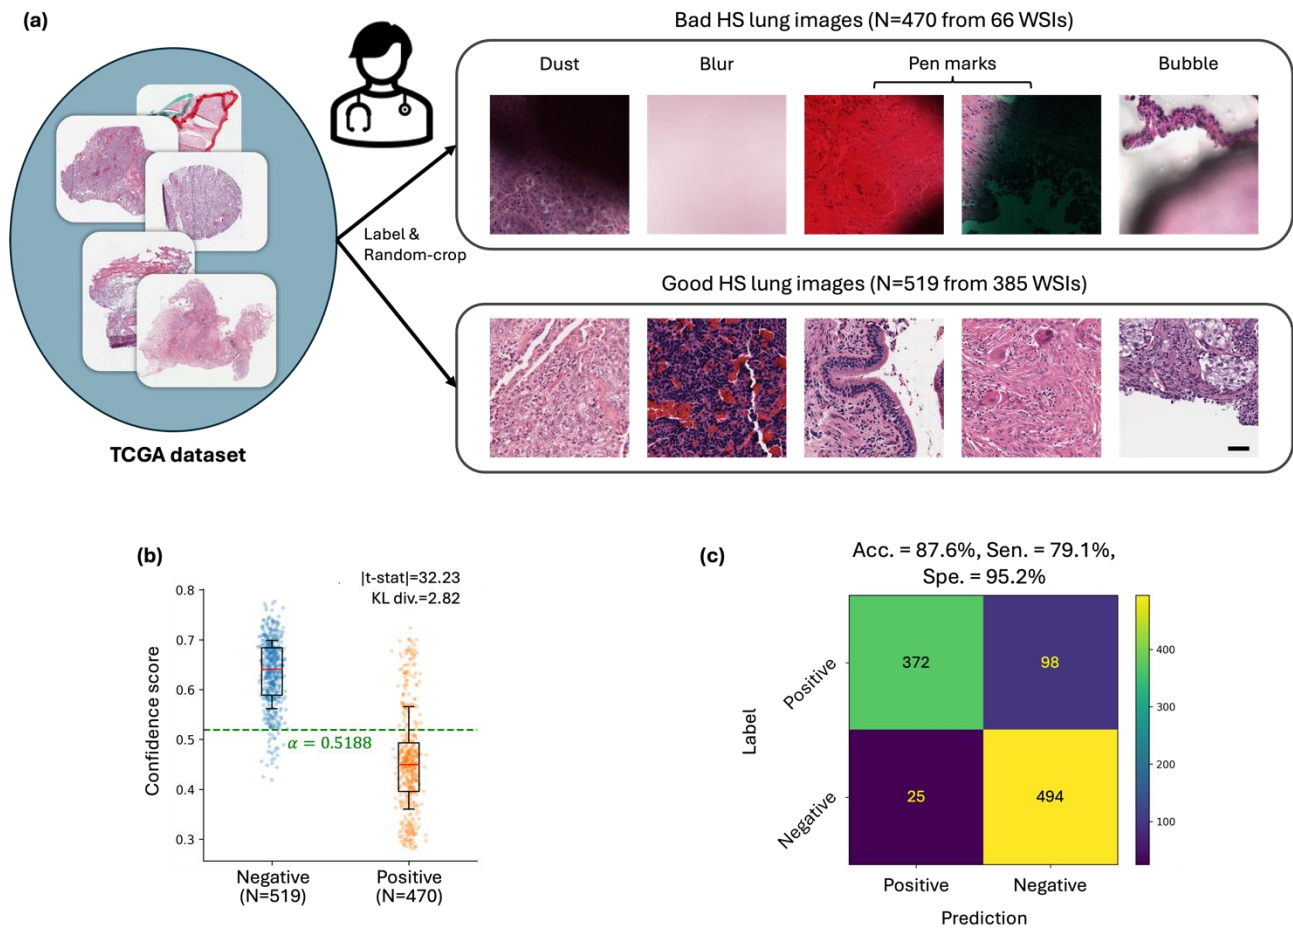 (a)
Bad HS lung images (N=470 from 66 WSIs)
Dust
Blur
Pen marks
Bubble
Label &
Random-crop
Good HS lung images (N=519 from 385 WSIs)
TCGA dataset
(b)
|t-stat|=32.23
KL div.=2.82
Confidence score
0.8
0.7
0.6
0.5
0.4
0.3
α = 0.5188
Negative
(N=519)
Positive
(N=470)
(c)
Acc. = 87.6%, Sen. = 79.1%,
Spe. = 95.2%
Label
Positive
Negative
372
98
25
494
Positive
Negative
Prediction
400
300
200
100